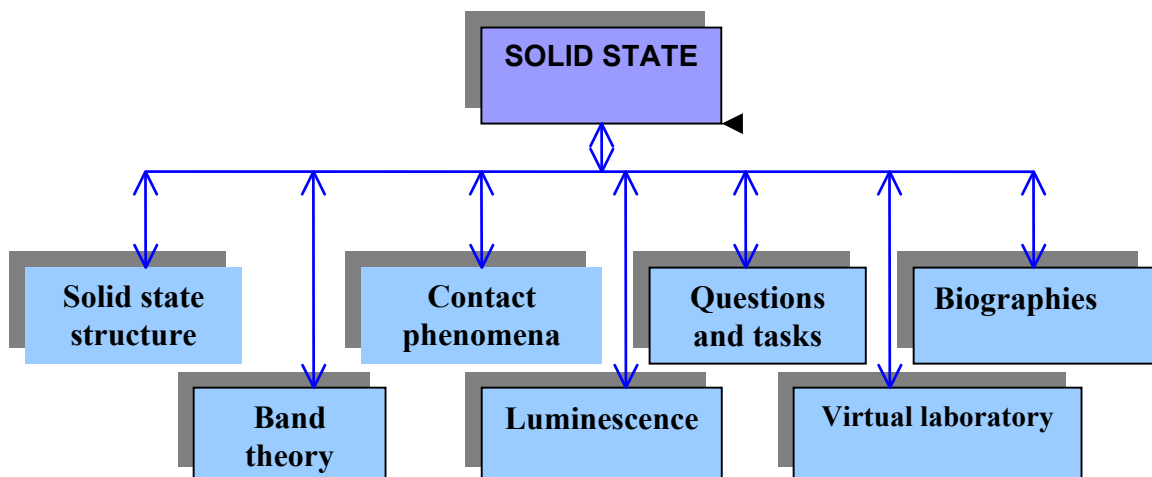 SOLID STATE
Solid state
structure
Contact
phenomena
Questions
and tasks
Biographies
Band
theory
Luminescence
Virtual laboratory